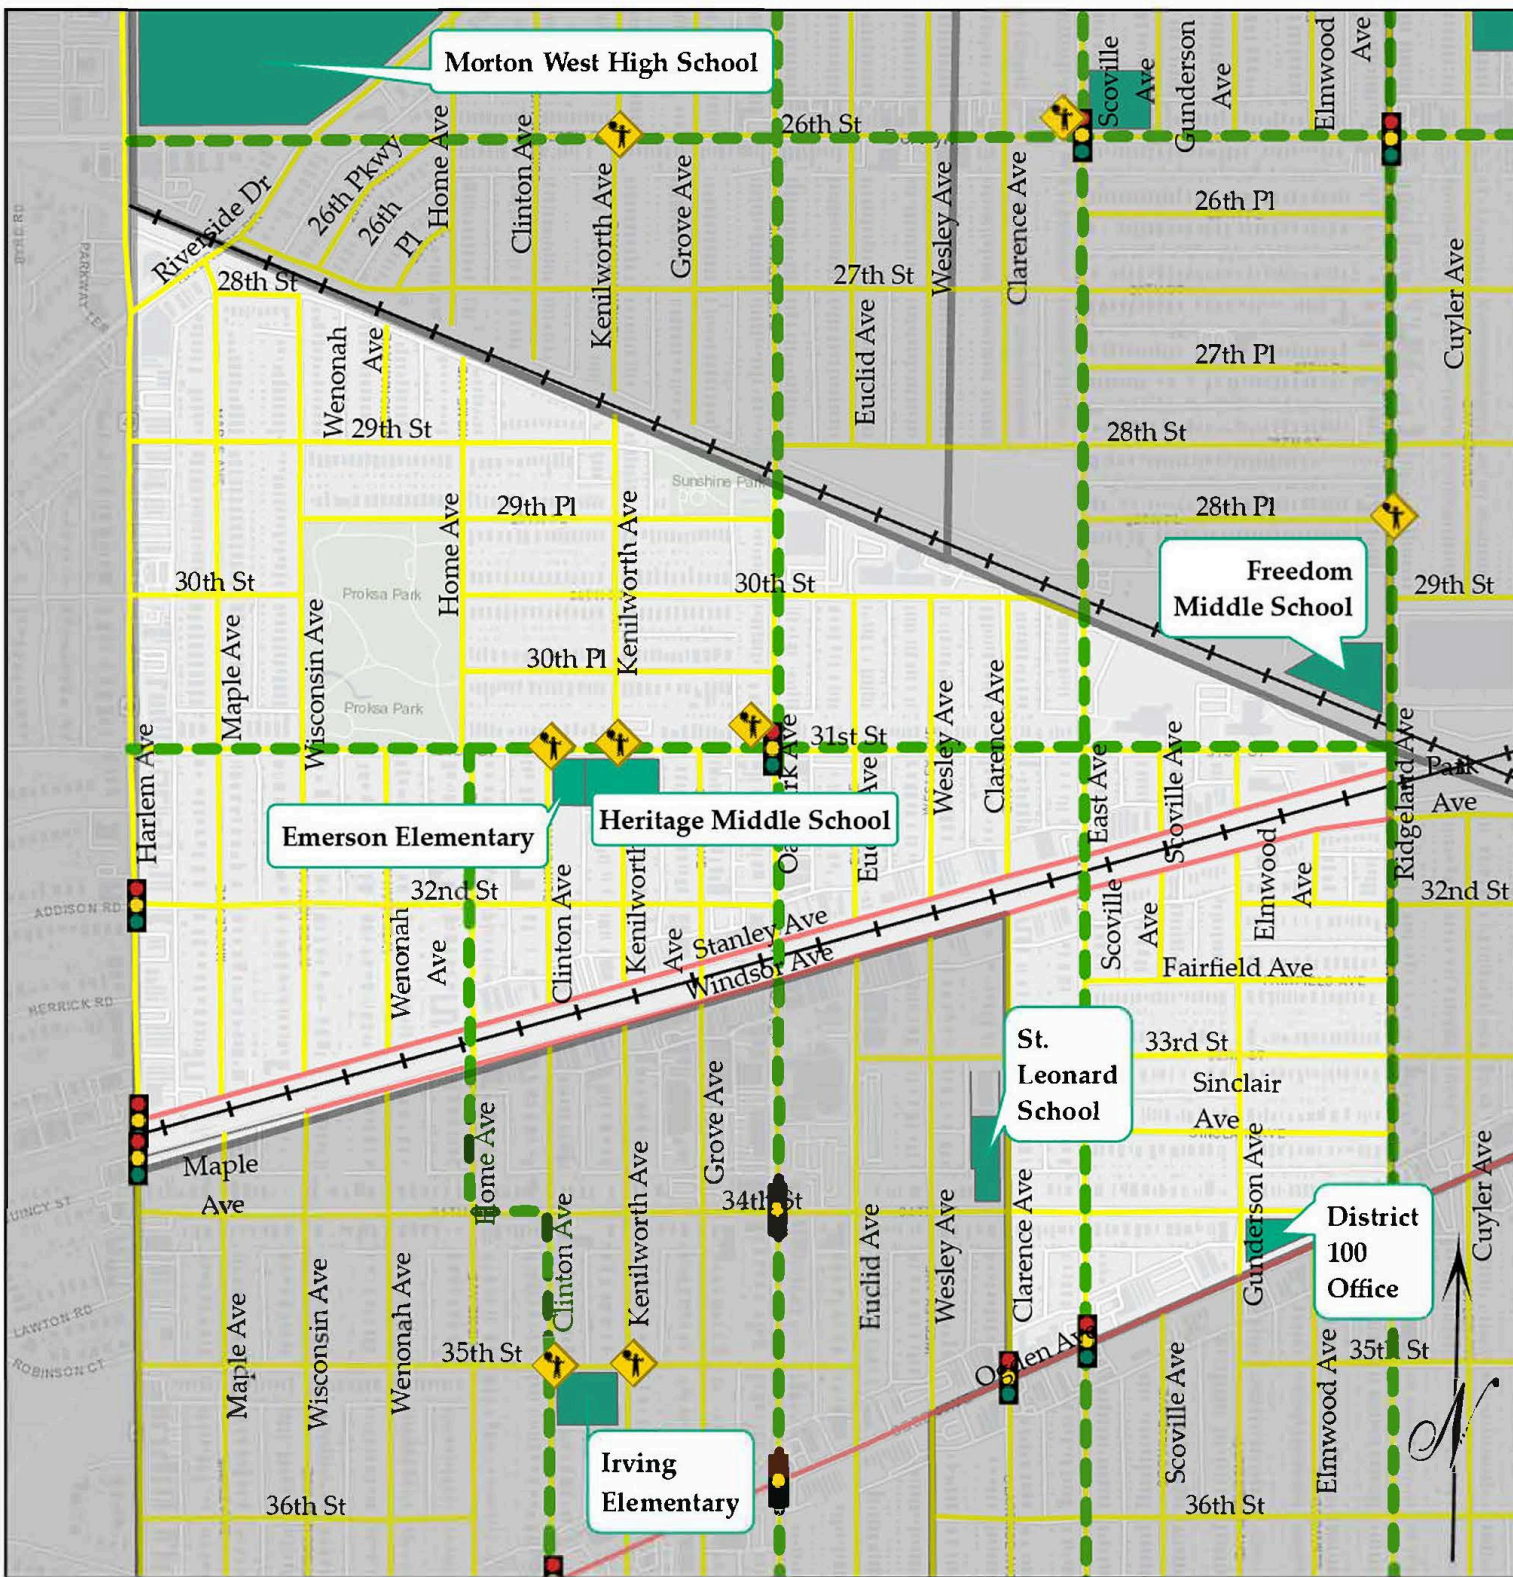 Morton West High School
Scoville
Ave
Gunderson
Ave
Elmwood
Ave
26th St
26th Pkwy
26th
Pl
Home Ave
Clinton Ave
Kenilworth Ave
Grove Ave
Wesley Ave
Clarence Ave
26th Pl
Riverside Dr
28th St
27th St
Euclid Ave
Cuyler Ave
27th Pl
Wenonah
Ave
29th St
28th St
Sunshine Park
29th Pl
28th Pl
Home Ave
Kenilworth Ave
Freedom
Middle School
30th St
Proksa Park
30th St
29th St
Maple Ave
Wisconsin Ave
30th Pl
Proksa Park
Wesley Ave
Clarence Ave
Harlem Ave
31st St
East Ave
Scoville Ave
Ridgeland Ave
Park
Ave
Emerson Elementary
Heritage Middle School
32nd St
ADDISON RD
Wenonah
Ave
Clinton Ave
Kenilworth
Ave
Stanley Ave
Windsor Ave
Scoville
Ave
Elmwood
Ave
32nd St
Fairfield Ave
St.
Leonard
School
33rd St
Sinclair
Ave
Maple
Ave
Home Ave
Grove Ave
34th St
Clinton Ave
Kenilworth Ave
Euclid Ave
Wesley Ave
Clarence Ave
Gunderson Ave
District
100
Office
Cuyler Ave
LAWTON RD
ROBINSON CT
Maple Ave
Wisconsin Ave
Wenonah Ave
35th St
Ogden Ave
Scoville Ave
Elmwood Ave
35th St
N
Irving
Elementary
36th St
36th St